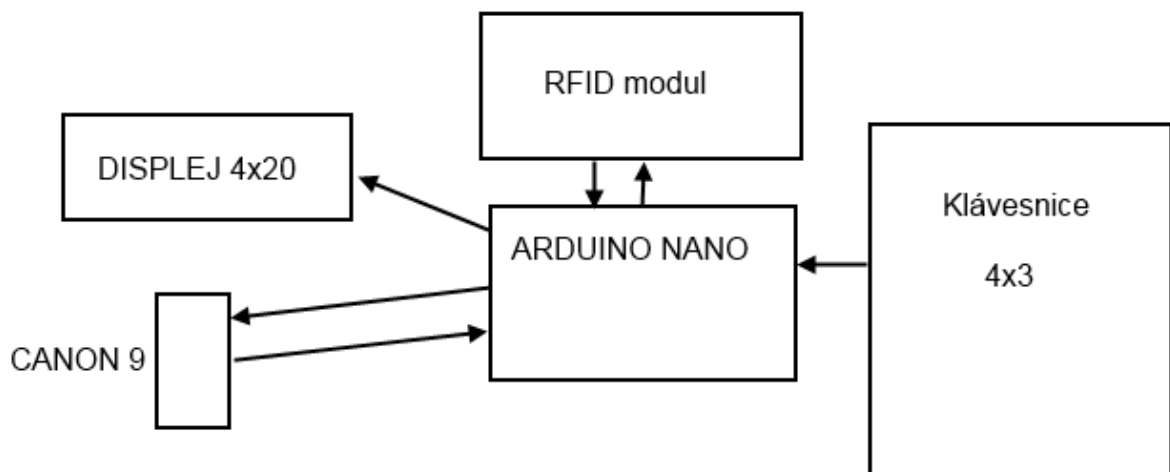 RFID modul
DISPLEJ 4x20
Klávesnice
4x3
ARDUINO NANO
CANON 9